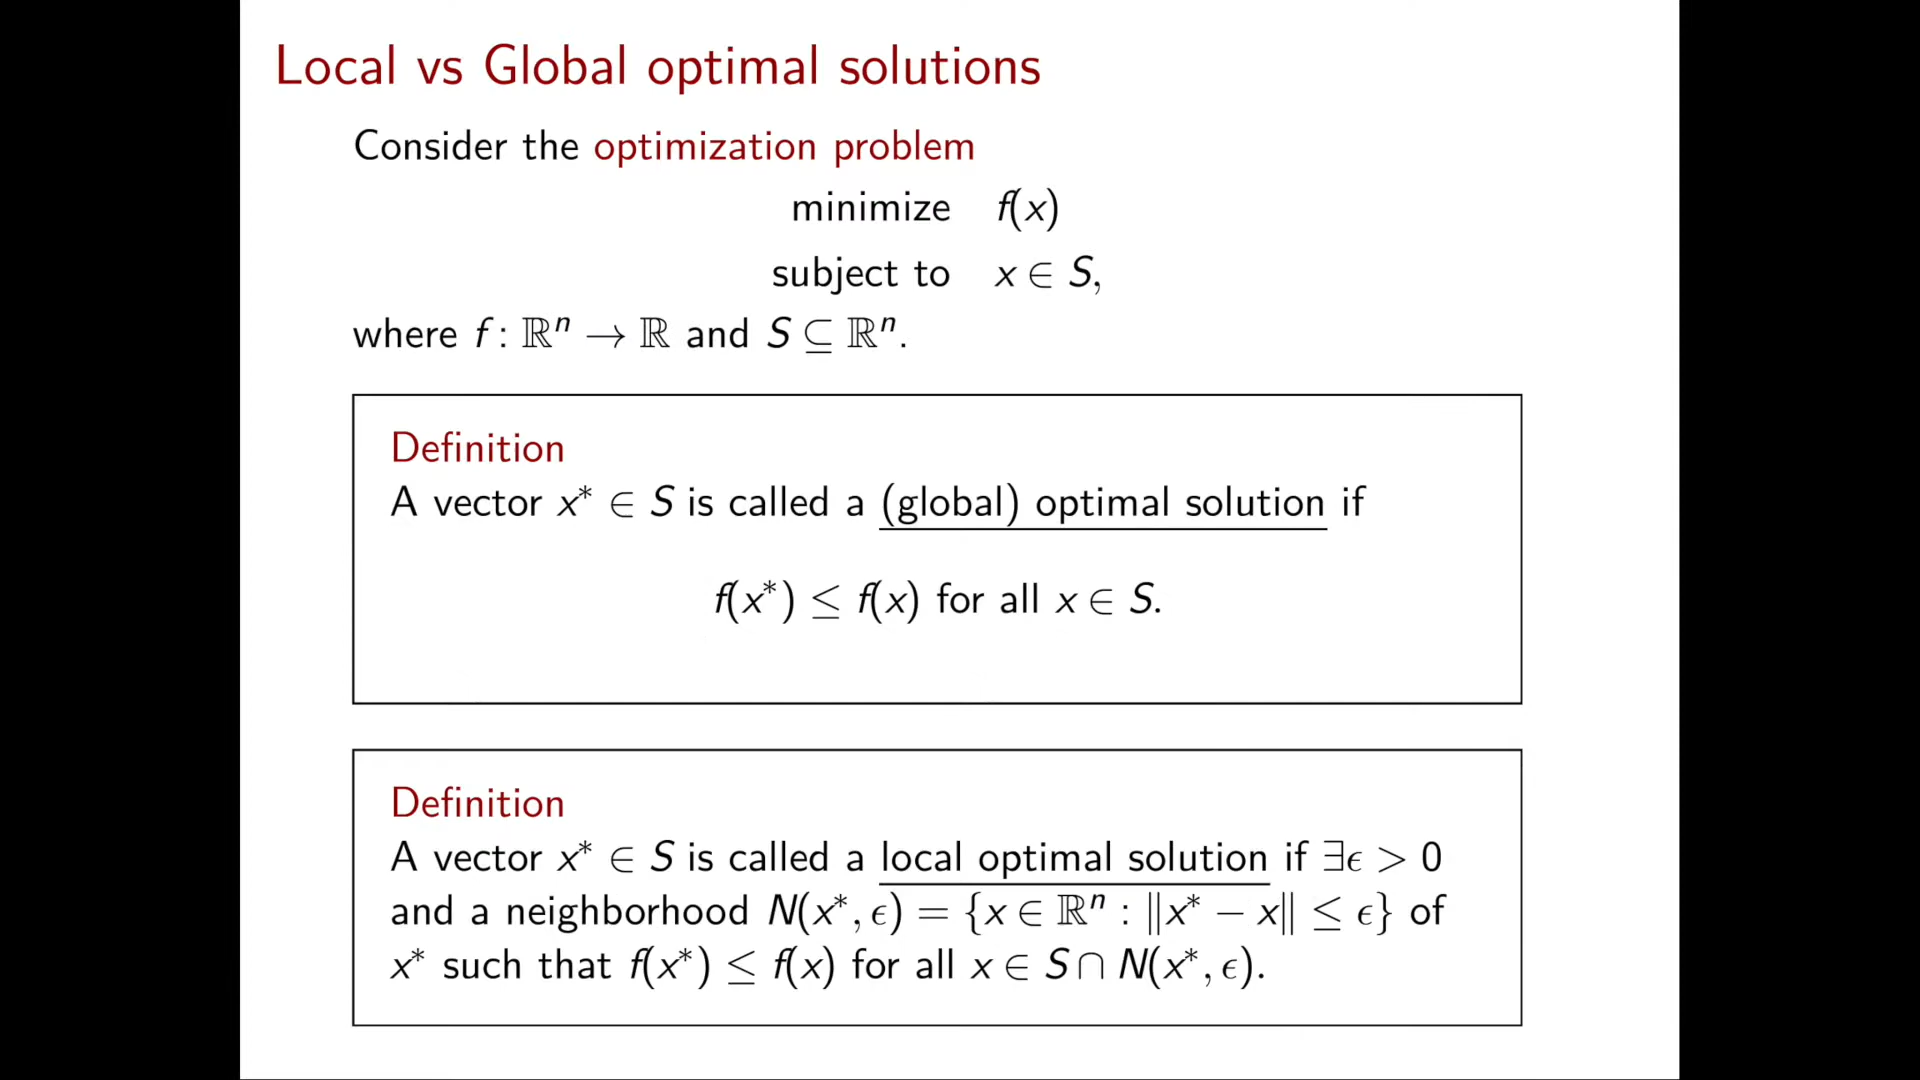 Local vs Global optimal solutions
Consider the optimization problem
minimize f(x)
subject to x ∈ S,
where f : ℝⁿ → ℝ and S ⊆ ℝⁿ.
Definition
A vector x* ∈ S is called a (global) optimal solution if
f(x*) ≤ f(x) for all x ∈ S.
Definition
A vector x* ∈ S is called a local optimal solution if ∃ϵ > 0
and a neighborhood N(x*, ϵ) = {x ∈ ℝⁿ : ‖x* − x‖ ≤ ϵ} of
x* such that f(x*) ≤ f(x) for all x ∈ S ∩ N(x*, ϵ).